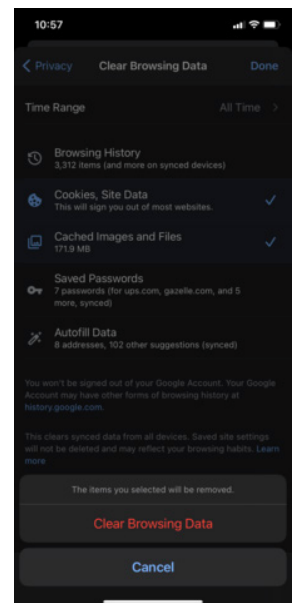 10:57
Privacy
Clear Browsing Data
Done
Time Range
All Time
Browsing History
3,312 items (and more on synced devices)
Cookies, Site Data
This will sign you out of most websites.
Cached Images and Files
171.9 MB
Saved Passwords
7 passwords (for ups.com, gazelle.com, and 5
more, synced)
Autofill Data
8 addresses, 102 other suggestions (synced)
You won't be signed out of your Google Account. Your Google
Account may have other forms of browsing history at
history.google.com.
This clears synced data from all devices. Saved site settings
will not be deleted and may reflect your browsing habits. Learn
more
The items you selected will be removed.
Clear Browsing Data
Cancel